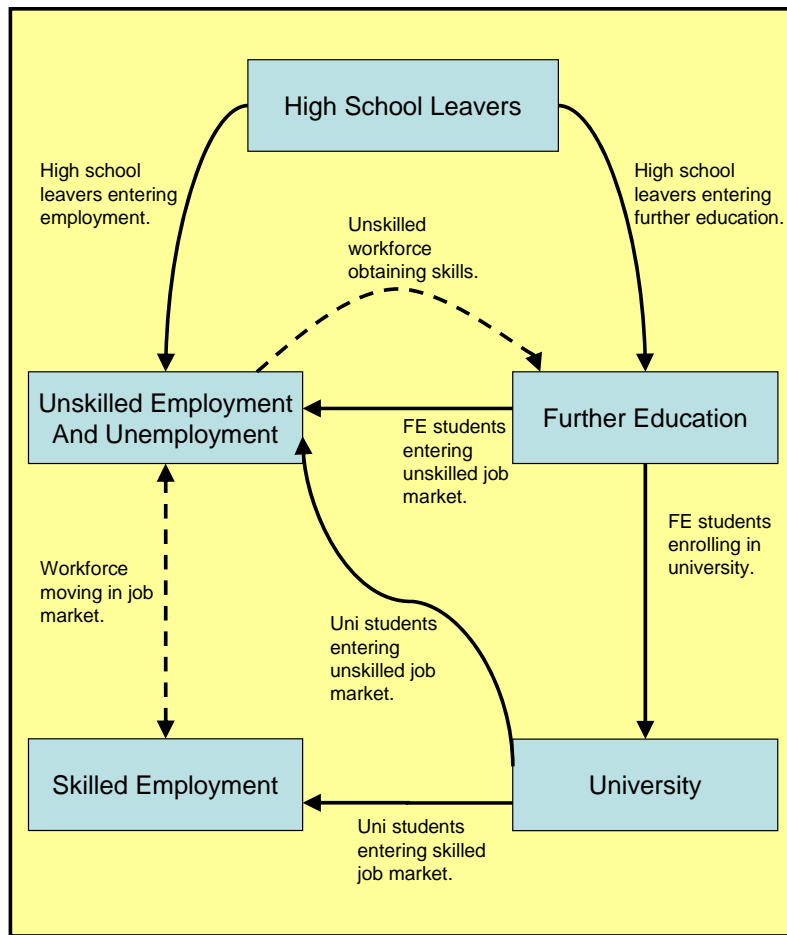 High School Leavers
High school
leavers entering
employment.
High school
leavers entering
further education.
Unskilled
workforce
obtaining skills.
Unskilled Employment
And Unemployment
Further Education
FE students
entering
unskilled job
market.
FE students
enrolling in
university.
Workforce
moving in job
market.
Uni students
entering
unskilled job
market.
Skilled Employment
University
Uni students
entering skilled
job market.